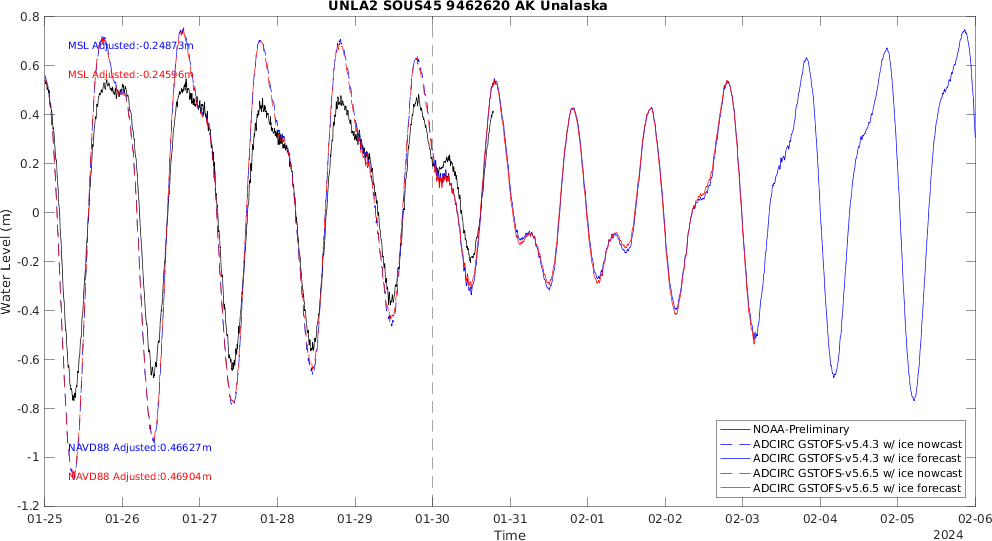 UNLA2 SOUS45 9462620 AK Unalaska
MSL Adjusted:-0.24873m
MSL Adjusted:-0.24596m
NAVD88 Adjusted:0.46627m
NAVD88 Adjusted:0.46904m
Water Level (m)
0.8
0.6
0.4
0.2
0
-0.2
-0.4
-0.6
-0.8
-1
-1.2
NOAA-Preliminary
ADCIRC GSTOFS-v5.4.3 w/ ice nowcast
ADCIRC GSTOFS-v5.4.3 w/ ice forecast
ADCIRC GSTOFS-v5.6.5 w/ ice nowcast
ADCIRC GSTOFS-v5.6.5 w/ ice forecast
01-25 01-26 01-27 01-28 01-29 01-30 01-31 02-01 02-02 02-03 02-04 02-05 02-06
Time
2024